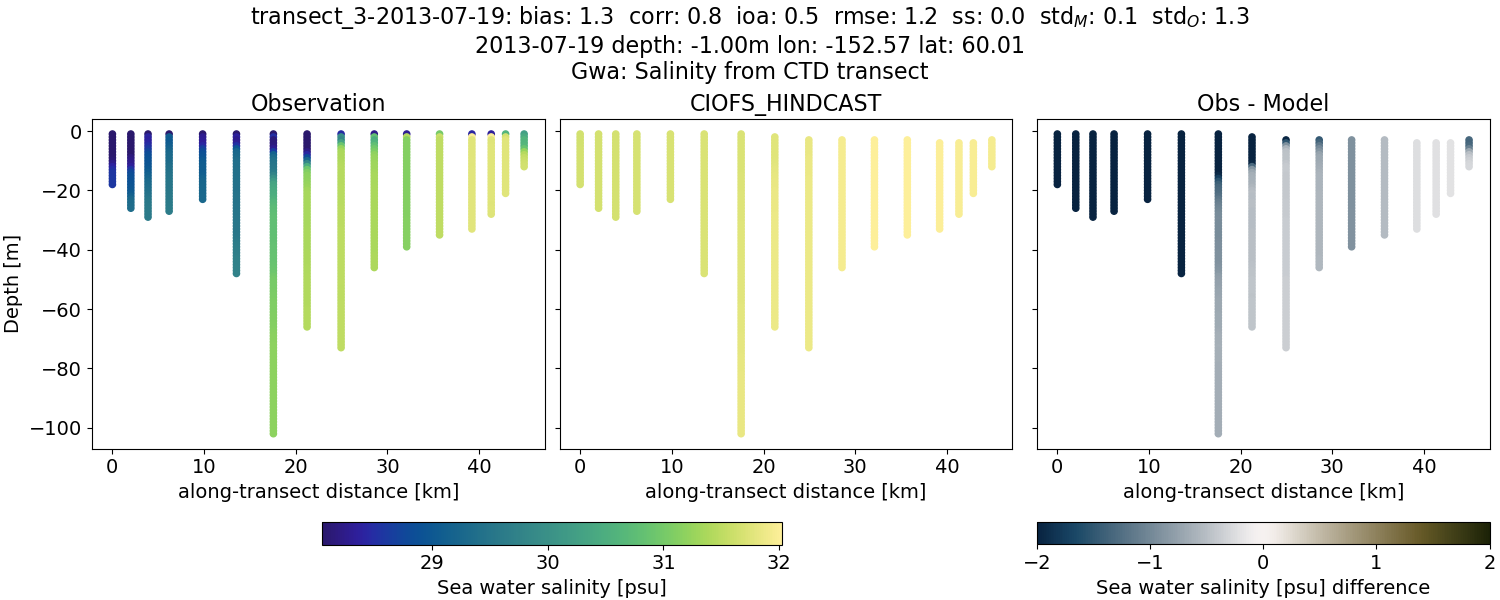 transect_3-2013-07-19: bias: 1.3 corr: 0.8 ioa: 0.5 rmse: 1.2 ss: 0.0 std_M: 0.1 std_O: 1.3
2013-07-19 depth: -1.00m lon: -152.57 lat: 60.01
Gwa: Salinity from CTD transect
Observation
CIOFS_HINDCAST
Obs - Model
Depth [m]
0
−20
−40
−60
−80
−100
0 10 20 30 40
0 10 20 30 40
0 10 20 30 40
along-transect distance [km]
along-transect distance [km]
along-transect distance [km]
29 30 31 32
Sea water salinity [psu]
−2 −1 0 1 2
Sea water salinity [psu] difference